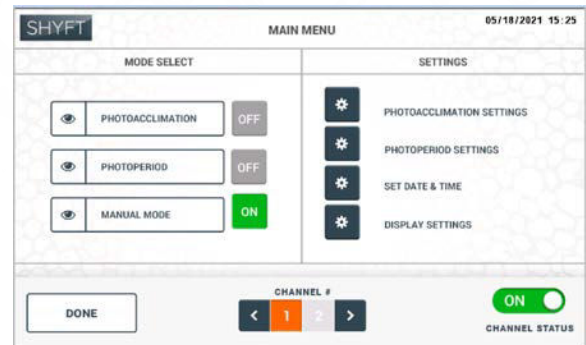 SHYFT
MAIN MENU
05/18/2021 15:25
MODE SELECT
SETTINGS
PHOTOACCLIMATION
OFF
PHOTOPERIOD
OFF
MANUAL MODE
ON
PHOTOACCLIMATION SETTINGS
PHOTOPERIOD SETTINGS
SET DATE & TIME
DISPLAY SETTINGS
DONE
CHANNEL #
< 1 2 >
ON
CHANNEL STATUS